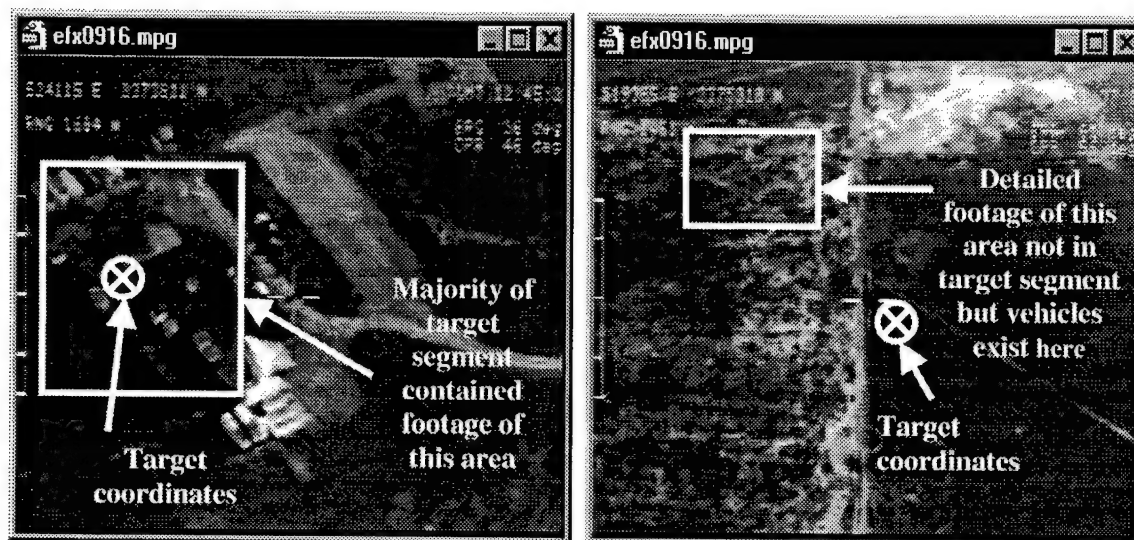 efx0916.mpg
Majority of
target
segment
contained
footage of
this area
Target
coordinates
efx0916.mpg
Detailed
footage of this
area not in
target segment
but vehicles
exist here
Target
coordinates